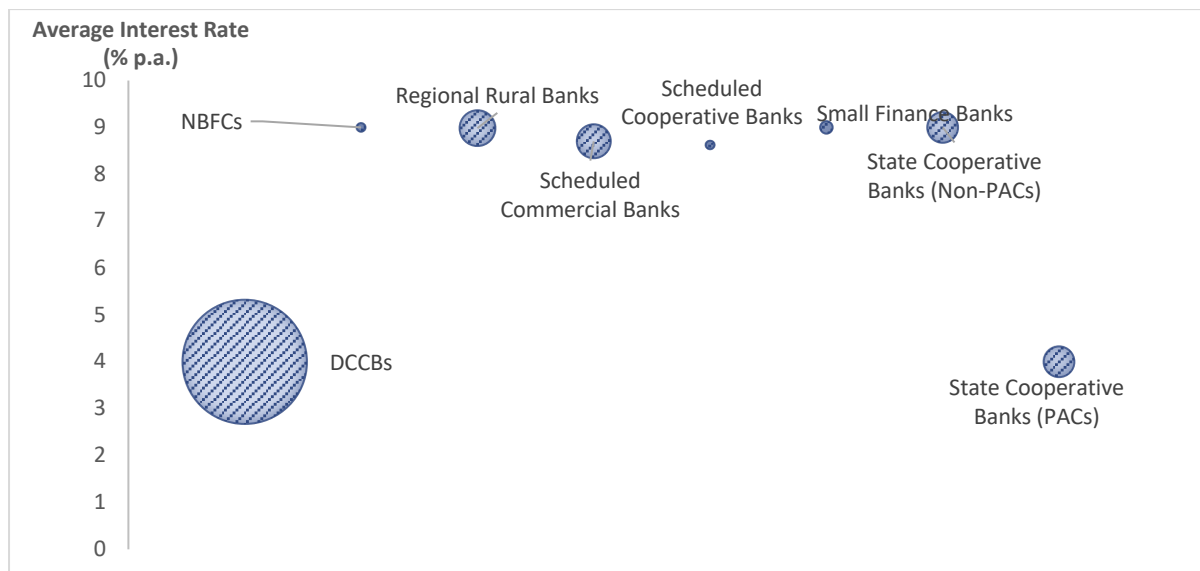 Average Interest Rate
(% p.a.)
10
9
8
7
6
5
4
3
2
1
0
NBFCs
Regional Rural Banks
Scheduled
Commercial Banks
Scheduled
Cooperative Banks
Small Finance Banks
State Cooperative
Banks (Non-PACs)
DCCBs
State Cooperative
Banks (PACs)